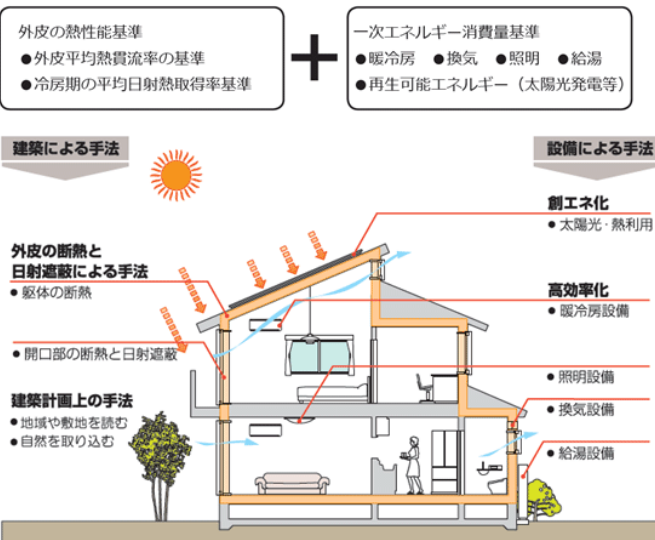 外皮の熱性能基準
●外皮平均熱貫流率の基準
●冷房期の平均日射熱取得率基準
＋
一次エネルギー消費量基準
●暖冷房 ●換気 ●照明 ●給湯
●再生可能エネルギー（太陽光発電等）
建築による手法
設備による手法
外皮の断熱と
日射遮蔽による手法
●躯体の断熱
●開口部の断熱と日射遮蔽
建築計画上の手法
●地域や敷地を読む
●自然を取り込む
創エネ化
●太陽光・熱利用
高効率化
●暖冷房設備
●照明設備
●換気設備
●給湯設備